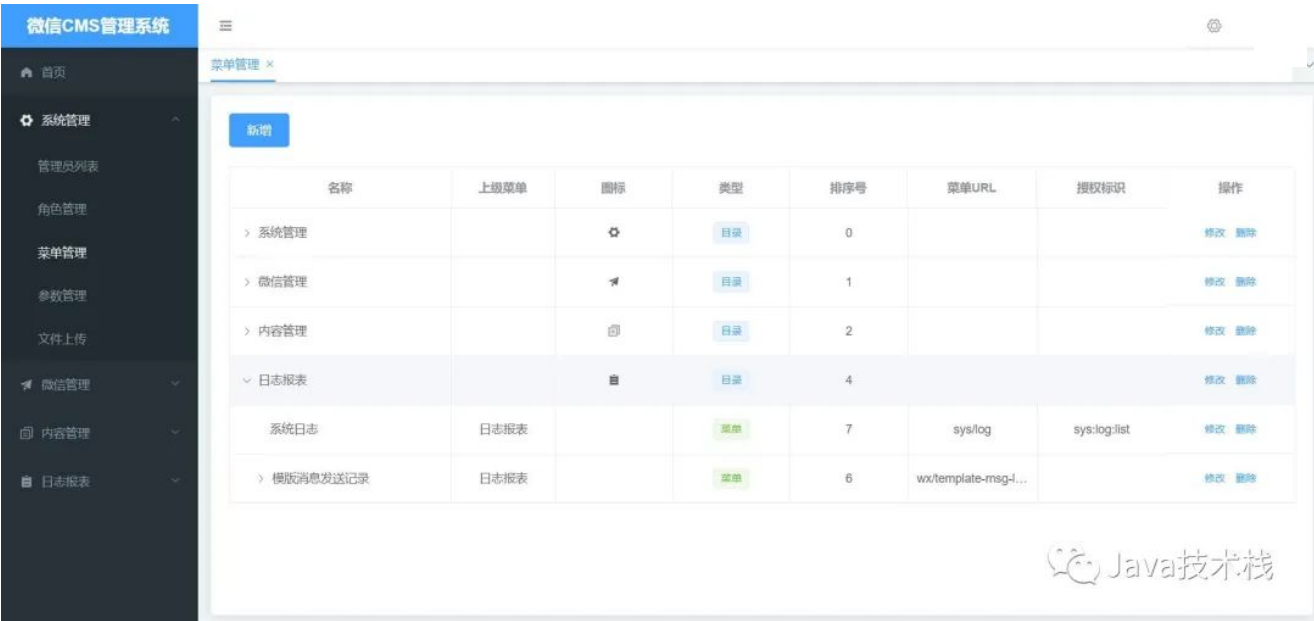 微信CMS管理系统
首页
系统管理
管理员列表
角色管理
菜单管理
参数管理
文件上传
微信管理
内容管理
日志报表
菜单管理 ×
新增
名称 上级菜单 图标 类型 排序号 菜单URL 授权标识 操作
系统管理 目录 0 修改 删除
微信管理 目录 1 修改 删除
内容管理 目录 2 修改 删除
日志报表 目录 4 修改 删除
系统日志 日志报表 菜单 7 sys/log sys:log:list 修改 删除
模版消息发送记录 日志报表 菜单 6 wx/template-msg-l... 修改 删除
Java技术栈